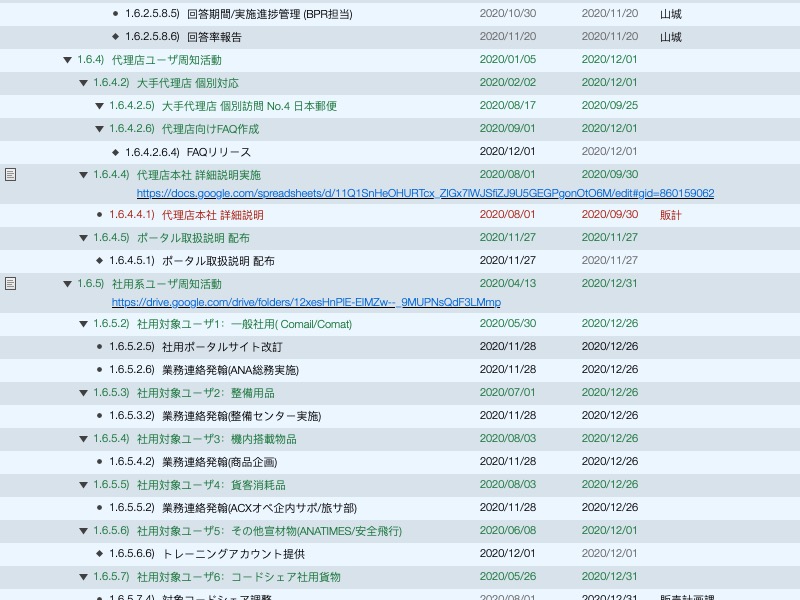 1.6.2.5.8.5) 回答期間/実施進捗管理 (BPR担当) 2020/10/30 2020/11/20 山城
1.6.2.5.8.6) 回答率報告 2020/11/20 2020/11/20 山城
1.6.4) 代理店ユーザ周知活動 2020/01/05 2020/12/01
1.6.4.2) 大手代理店 個別対応 2020/02/02 2020/12/01
1.6.4.2.5) 大手代理店 個別訪問 No.4 日本郵便 2020/08/17 2020/09/25
1.6.4.2.6) 代理店向けFAQ作成 2020/09/01 2020/12/01
1.6.4.2.6.4) FAQリリース 2020/12/01 2020/12/01
1.6.4.4) 代理店本社 詳細説明実施 2020/08/01 2020/09/30
https://docs.google.com/spreadsheets/d/11Q1SnHeOHURTcx_ZIGx7lWJSfiZJ9U5GEGPgonOtO6M/edit#gid=860159062
1.6.4.4.1) 代理店本社 詳細説明 2020/08/01 2020/09/30 販計
1.6.4.5) ポータル取扱説明 配布 2020/11/27 2020/11/27
1.6.4.5.1) ポータル取扱説明 配布 2020/11/27 2020/11/27
1.6.5) 社用系ユーザ周知活動 2020/04/13 2020/12/31
https://drive.google.com/drive/folders/12xesHnPlE-ElMZw--_9MUPNsQdF3LMmp
1.6.5.2) 社用対象ユーザ1: 一般社用( Comail/Comat) 2020/05/30 2020/12/26
1.6.5.2.5) 社用ポータルサイト改訂 2020/11/28 2020/12/26
1.6.5.2.6) 業務連絡発翰(ANA総務実施) 2020/11/28 2020/12/26
1.6.5.3) 社用対象ユーザ2: 整備用品 2020/07/01 2020/12/26
1.6.5.3.2) 業務連絡発翰(整備センター実施) 2020/11/28 2020/12/26
1.6.5.4) 社用対象ユーザ3: 機内搭載物品 2020/08/03 2020/12/26
1.6.5.4.2) 業務連絡発翰(商品企画) 2020/11/28 2020/12/26
1.6.5.5) 社用対象ユーザ4: 貨客消耗品 2020/08/03 2020/12/26
1.6.5.5.2) 業務連絡発翰(ACXオペ企内サポ/旅サ部) 2020/11/28 2020/12/26
1.6.5.6) 社用対象ユーザ5: その他宣材物(ANATIMES/安全飛行) 2020/06/08 2020/12/01
1.6.5.6.6) トレーニングアカウント提供 2020/12/01 2020/12/01
1.6.5.7) 社用対象ユーザ6: コードシェア社用貨物 2020/05/26 2020/12/31
1.6.5.7.4) 対象コードシェア調整 2020/08/01 2020/12/31 販売計画課